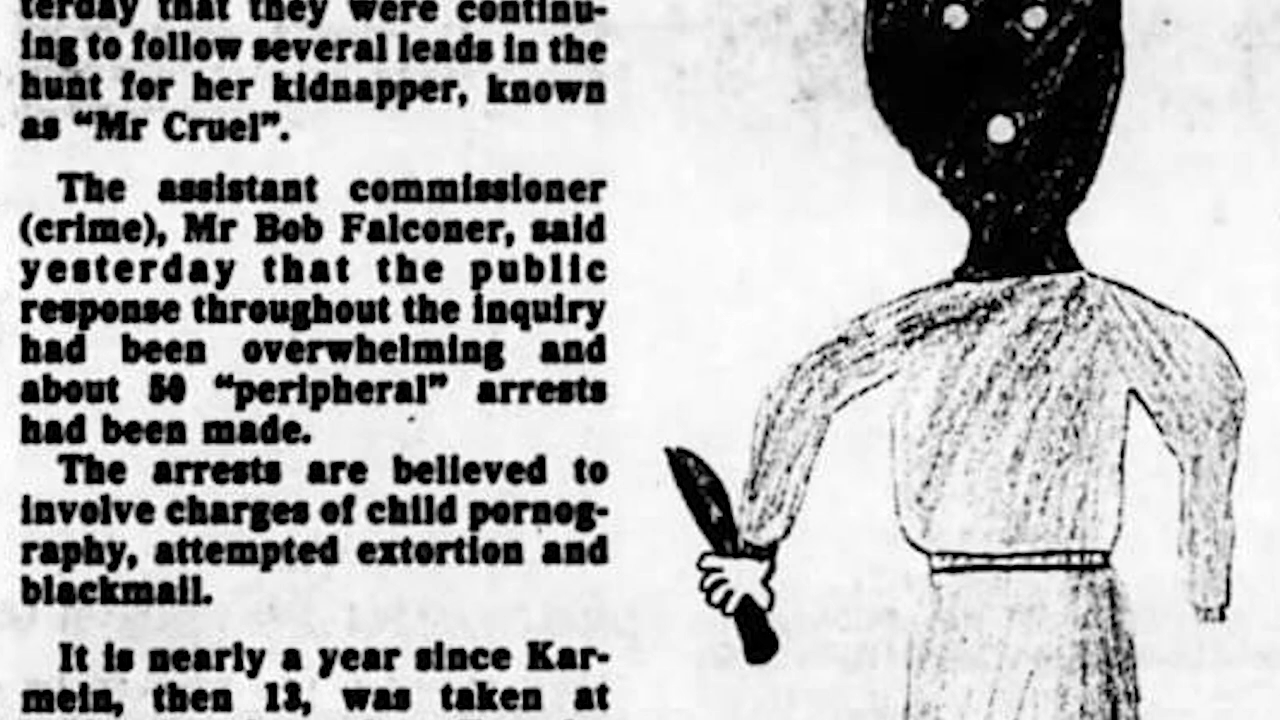 terday that they were continu-
ing to follow several leads in the
hunt for her kidnapper, known
as “Mr Cruel”.
The assistant commissioner
(crime), Mr Bob Falconer, said
yesterday that the public
response throughout the inquiry
had been overwhelming and
about 50 “peripheral” arrests
had been made.
The arrests are believed to
involve charges of child pornog-
raphy, attempted extortion and
blackmail.
It is nearly a year since Kar-
mein, then 13, was taken at